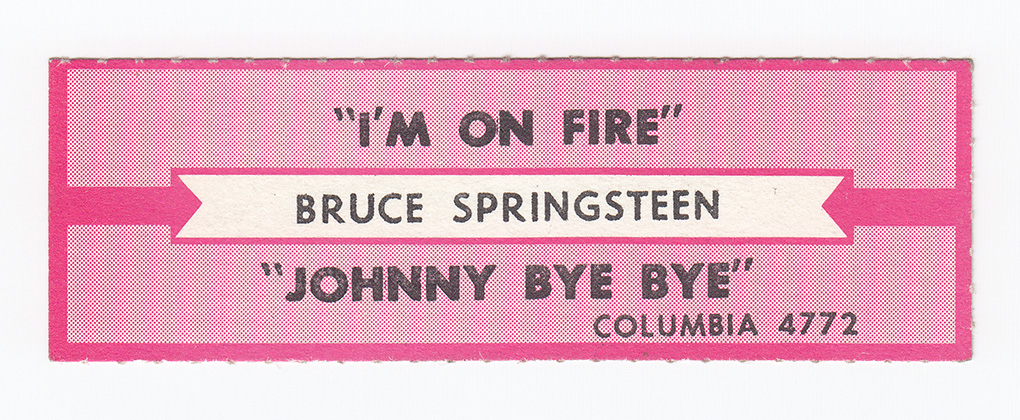 "I'M ON FIRE"
BRUCE SPRINGSTEEN
"JOHNNY BYE BYE"
COLUMBIA 4772